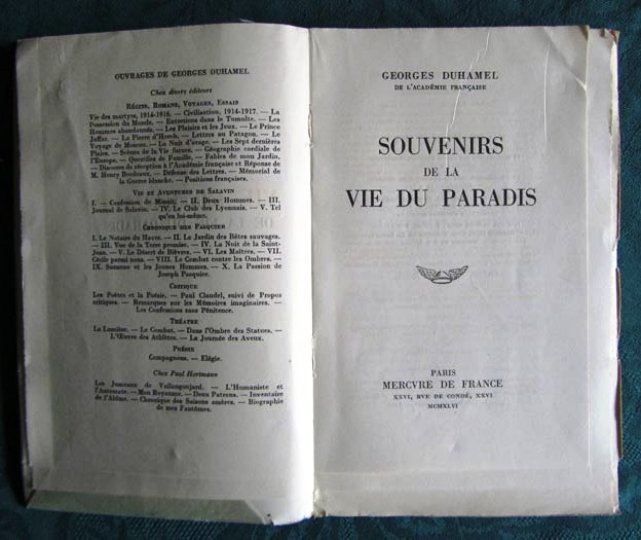 OUVRAGES DE GEORGES DUHAMEL
Chez divers éditeurs
Récits, Romans, Voyages, Essais
Vie des martyrs, 1914-1916. — Civilisation, 1914-1917. — La
Possession du Monde. — Entretiens dans le Tumulte. — Les
Hommes abandonnés. — Les Plaisirs et les Jeux. — Le Prince
Jaffar. — La Pierre d'Horeb. — Lettres au Patagon. — Le
Voyage de Moscou. — La Nuit d'orage. — Les Sept dernières
Plaies. — Scènes de la Vie future. — Géographie cordiale de
l'Europe. — Querelles de Famille. — Fables de mon Jardin.
— Discours de réception à l'Académie française et Réponse de
M. Henry Bordeaux. — Défense des Lettres. — Mémorial de
la Guerre blanche. — Positions françaises.
Vie et Aventures de Salavin
I. — Confession de Minuit. — II. Deux Hommes. — III.
Journal de Salavin. — IV. Le Club des Lyonnais. — V. Tel
qu'en lui-même.
Chronique des Pasquier
I. Le Notaire du Havre. — II. Le Jardin des Bêtes sauvages.
— III. Vue de la Terre promise. — IV. La Nuit de la Saint-
Jean. — V. Le Désert de Bièvres. — VI. Les Maîtres. — VII.
Cécile parmi nous. — VIII. Le Combat contre les Ombres. —
IX. Suzanne et les Jeunes Hommes. — X. La Passion de
Joseph Pasquier.
Critique
Les Poètes et la Poésie. — Paul Claudel, suivi de Propos
critiques. — Remarques sur les Mémoires imaginaires. —
Les Confessions sans Pénitence.
Théâtre
La Lumière. — Le Combat. — Dans l'Ombre des Statues. —
L'Œuvre des Athlètes. — La Journée des Aveux.
Poésie
Compagnons. — Elégies.
Chez Paul Hartmann
Les Jumeaux de Vallangoujard. — L'Humaniste et
l'Automate. — Mon Royaume. — Deux Patrons. — Inventaire
de l'Abîme. — Chronique des Saisons amères. — Biographie
de mes Fantômes.
GEORGES DUHAMEL
DE L'ACADÉMIE FRANÇAISE
SOUVENIRS
DE LA
VIE DU PARADIS
PARIS
MERCVRE DE FRANCE
XXVI, RVE DE CONDÉ, XXVI
MCMXLVI